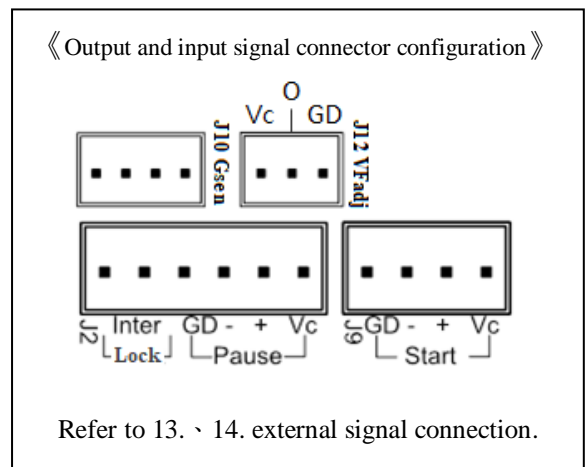 《Output and input signal connector configuration》
O
Vc GD
J10 Gsen
J12 VFadj
J2 Inter GD - + Vc
Lock Pause
J9 GD - + Vc
Start
Refer to 13.、14. external signal connection.